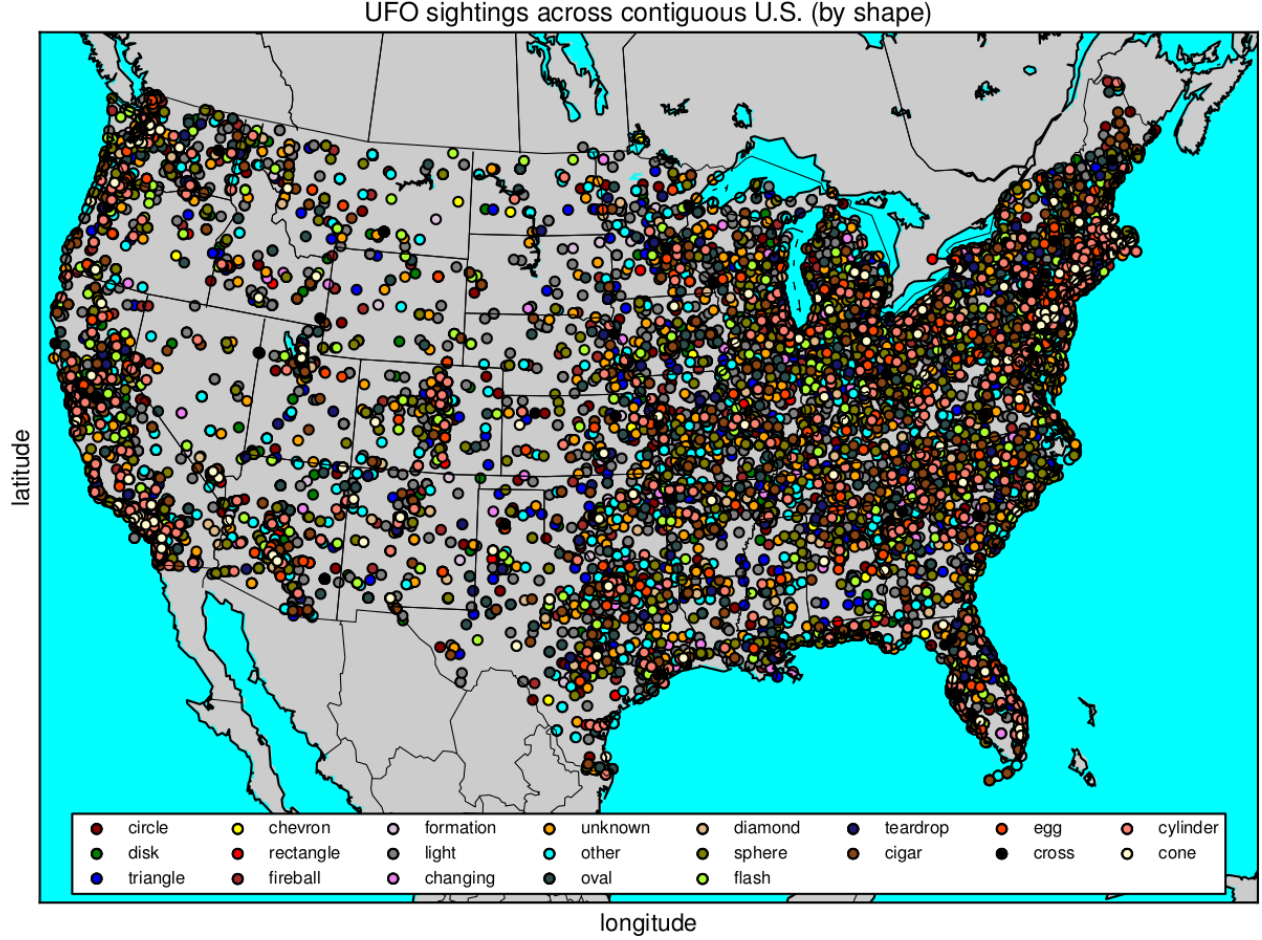 UFO sightings across contiguous U.S. (by shape)
latitude
circle chevron formation unknown diamond teardrop egg cylinder
disk rectangle light other sphere cigar cross cone
triangle fireball changing oval flash
longitude